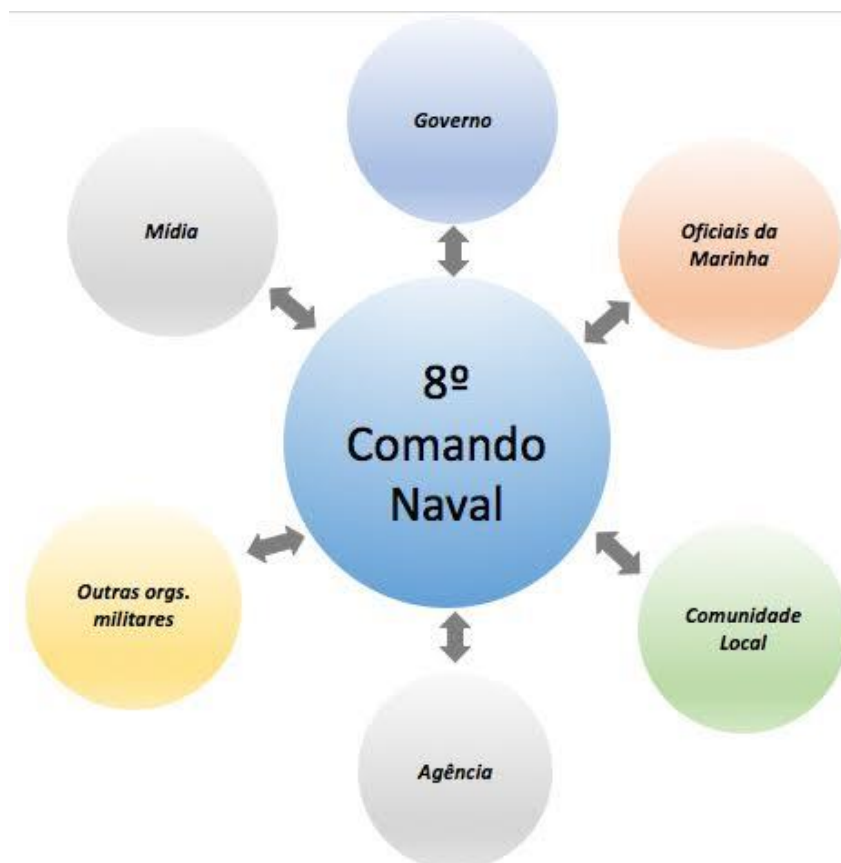 Governo
Mídia
Oficiais da
Marinha
8º
Comando
Naval
Outras orgs.
militares
Comunidade
Local
Agência